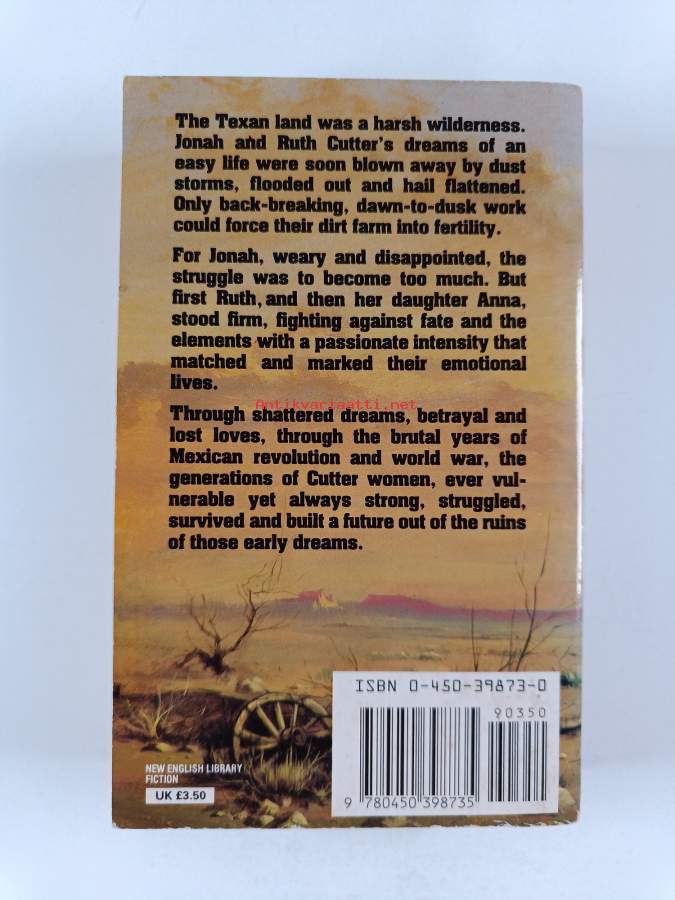 The Texan land was a harsh wilderness.
Jonah and Ruth Cutter's dreams of an
easy life were soon blown away by dust
storms, flooded out and hail flattened.
Only back-breaking, dawn-to-dusk work
could force their dirt farm into fertility.
For Jonah, weary and disappointed, the
struggle was to become too much. But
first Ruth, and then her daughter Anna,
stood firm, fighting against fate and the
elements with a passionate intensity that
matched and marked their emotional
lives.
Antikvariaatti.net
Through shattered dreams, betrayal and
lost loves, through the brutal years of
Mexican revolution and world war, the
generations of Cutter women, ever vul-
nerable yet always strong, struggled,
survived and built a future out of the ruins
of those early dreams.
ISBN 0-450-39873-0
90350
9 780450 398735
NEW ENGLISH LIBRARY
FICTION
UK £3.50